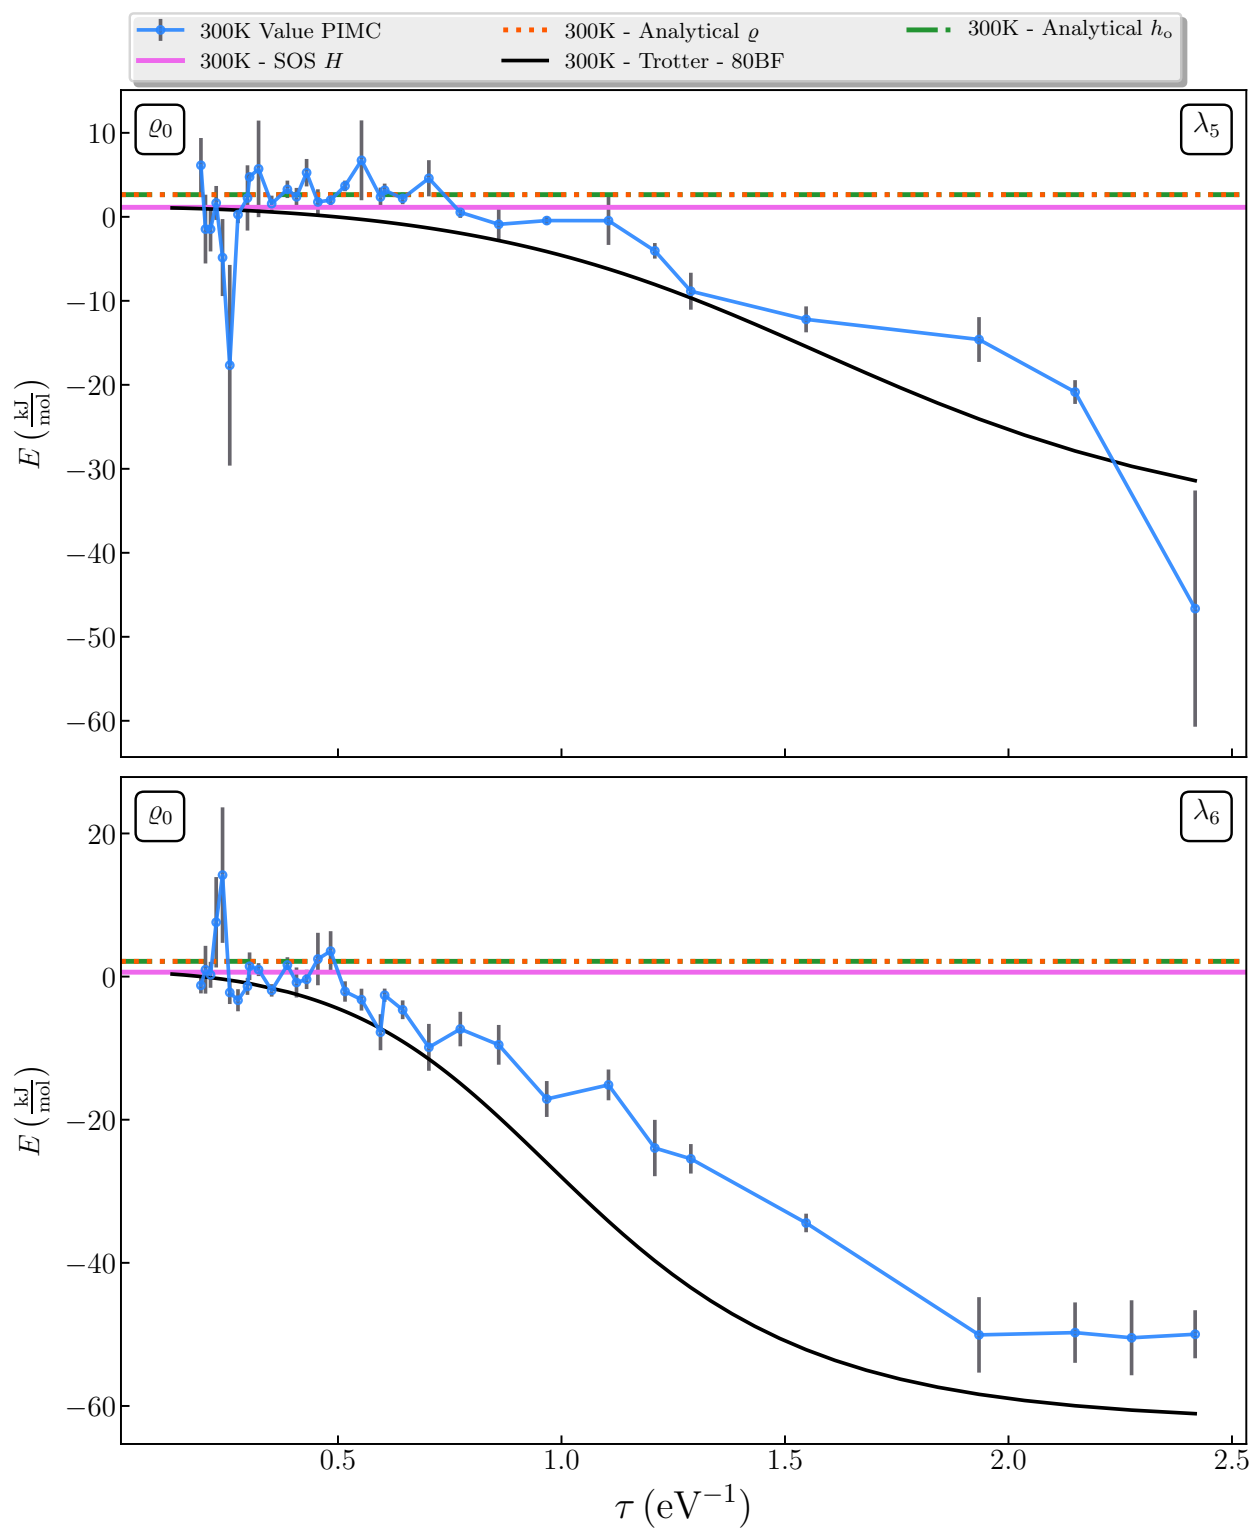 300K Value PIMC 300K - Analytical ϱ 300K - Analytical hₒ
300K - SOS H 300K - Trotter - 80BF
ϱ₀ λ₅
10
0
−10
−20
−30
−40
−50
−60
E (kJ/mol)
ϱ₀ λ₆
20
0
−20
−40
−60
E (kJ/mol)
0.5 1.0 1.5 2.0 2.5
τ (eV⁻¹)